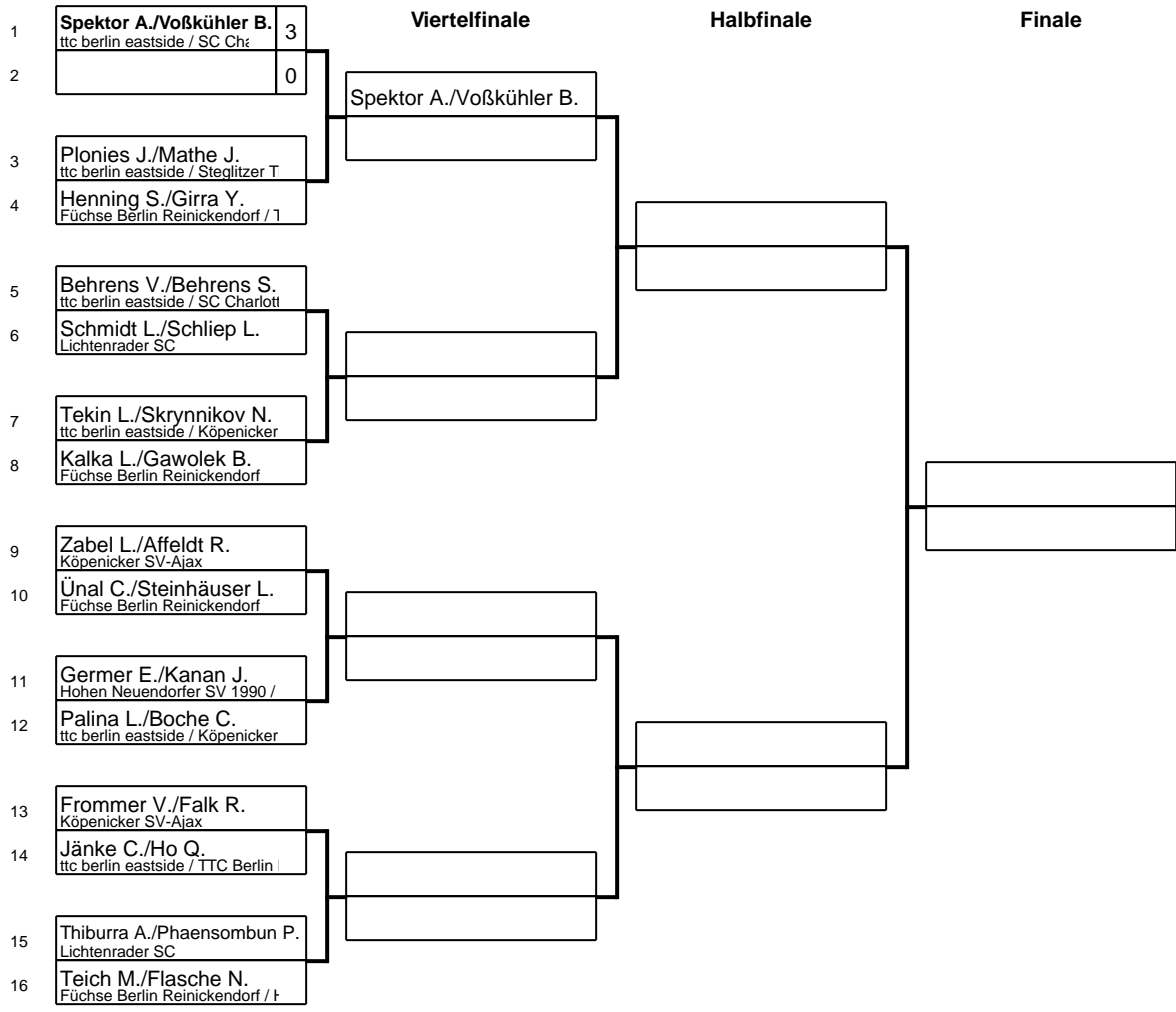 Viertelfinale
Halbfinale
Finale
1
Spektor A./Voßkühler B.
3
ttc berlin eastside / SC Cha
2
0
Spektor A./Voßkühler B.
3
Plonies J./Mathe J.
ttc berlin eastside / Steglitzer T
4
Henning S./Girra Y.
Füchse Berlin Reinickendorf / T
5
Behrens V./Behrens S.
ttc berlin eastside / SC Charlott
6
Schmidt L./Schliep L.
Lichtenrader SC
7
Tekin L./Skrynnikov N.
ttc berlin eastside / Köpenicker
8
Kalka L./Gawolek B.
Füchse Berlin Reinickendorf
9
Zabel L./Affeldt R.
Köpenicker SV-Ajax
10
Ünal C./Steinhäuser L.
Füchse Berlin Reinickendorf
11
Germer E./Kanan J.
Hohen Neuendorfer SV 1990 /
12
Palina L./Boche C.
ttc berlin eastside / Köpenicker
13
Frommer V./Falk R.
Köpenicker SV-Ajax
14
Jänke C./Ho Q.
ttc berlin eastside / TTC Berlin
15
Thiburra A./Phaensombun P.
Lichtenrader SC
16
Teich M./Flasche N.
Füchse Berlin Reinickendorf /